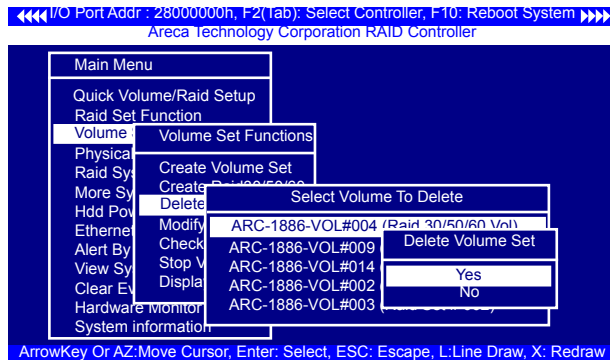 I/O Port Addr : 28000000h, F2(Tab): Select Controller, F10: Reboot System
Areca Technology Corporation RAID Controller
Main Menu
Quick Volume/Raid Setup
Raid Set Function
Volume
Physical
Raid Sy
More Sy
Hdd Pow
Ethernet
Alert By
View Sy
Clear Ev
Hardware Monitor
System information
Volume Set Functions
Create Volume Set
Create Raid30/50/60
Delete
Modify
Check
Stop V
Displa
Select Volume To Delete
ARC-1886-VOL#004 (Raid 30/50/60 Vol)
ARC-1886-VOL#009
ARC-1886-VOL#014
ARC-1886-VOL#002
ARC-1886-VOL#003
Delete Volume Set
Yes
No
ArrowKey Or AZ:Move Cursor, Enter: Select, ESC: Escape, L:Line Draw, X: Redraw